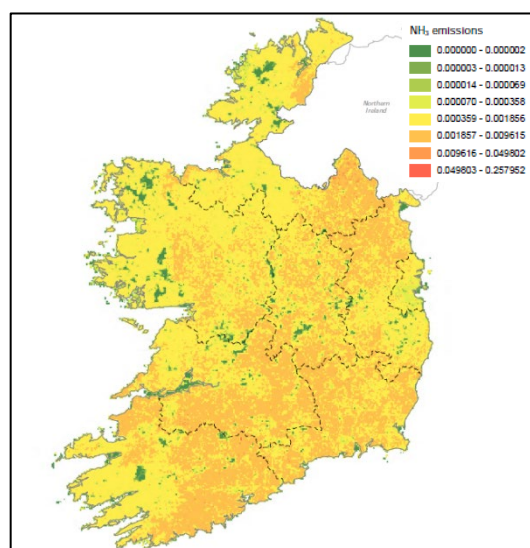 NH₃ emissions
0.000000 - 0.000002
0.000003 - 0.000013
0.000014 - 0.000069
0.000070 - 0.000358
0.000359 - 0.001856
0.001857 - 0.009615
0.009616 - 0.049802
0.049803 - 0.257952
Northern
Ireland